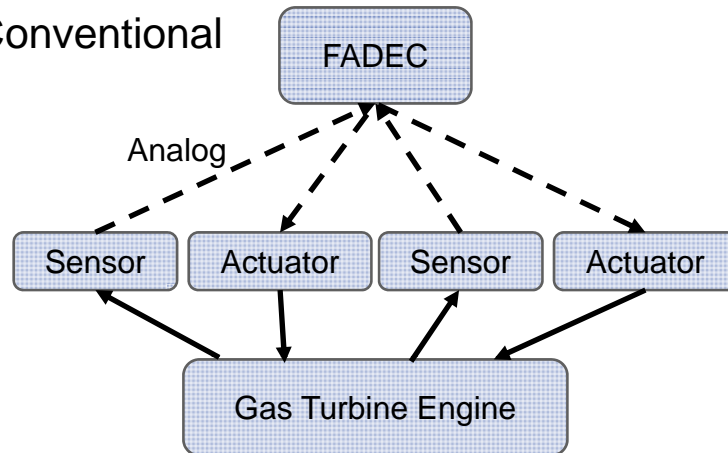 Conventional
FADEC
Analog
Sensor
Actuator
Sensor
Actuator
Gas Turbine Engine